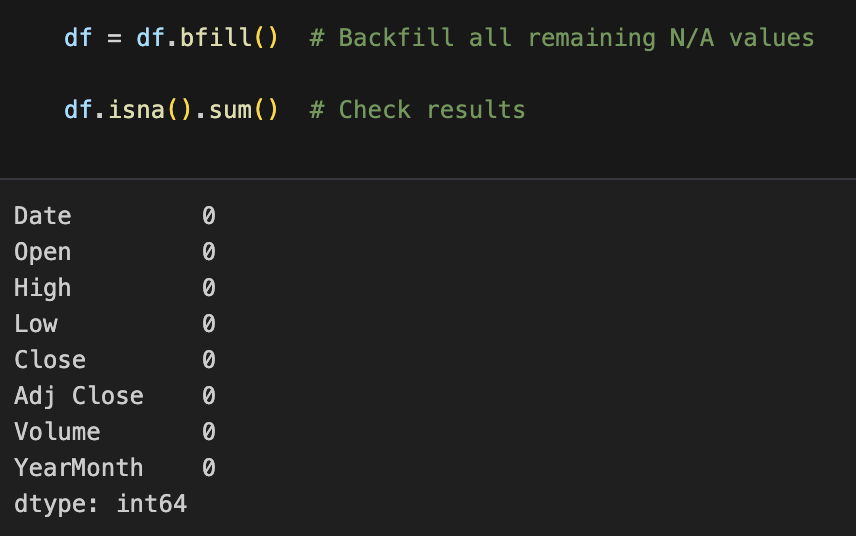 df = df.bfill()  # Backfill all remaining N/A values
df.isna().sum()  # Check results
Date         0
Open         0
High         0
Low          0
Close        0
Adj Close    0
Volume       0
YearMonth    0
dtype: int64